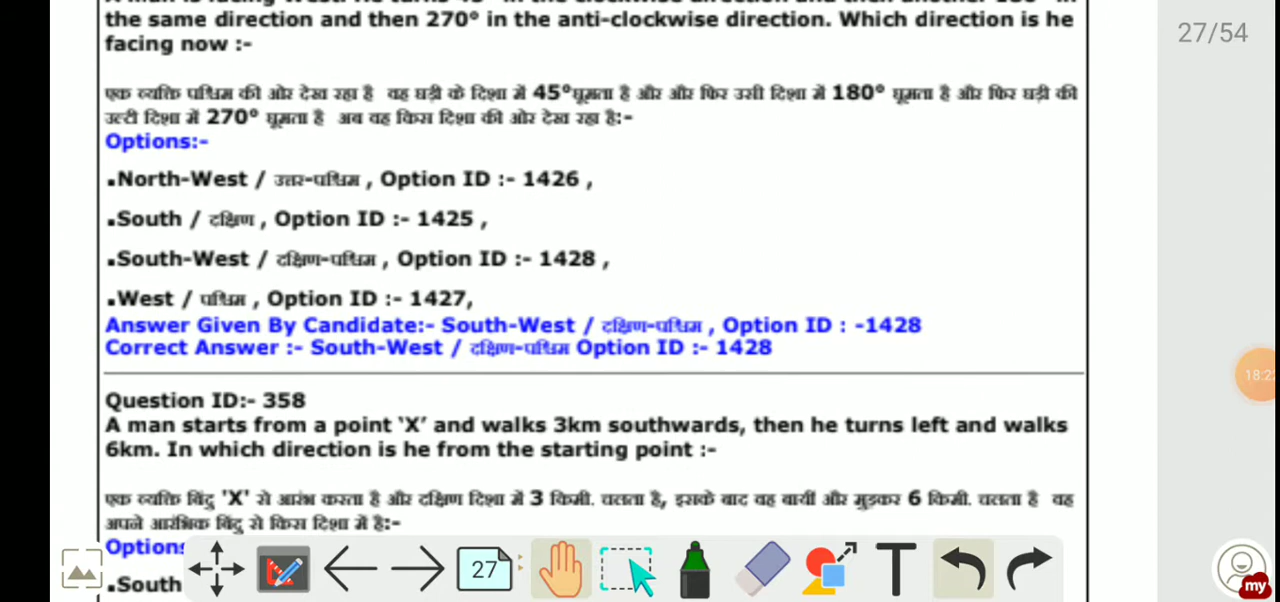 the same direction and then 270° in the anti-clockwise direction. Which direction is he
facing now :-
27/54
एक व्यक्ति पश्चिम की ओर देख रहा है वह घड़ी के दिशा में 45°घूमता है और और फिर उसी दिशा में 180° घूमता है और फिर घड़ी की
उल्टी दिशा में 270° घूमता है अब वह किस दिशा की ओर देख रहा है:-
Options:-
.North-West / उत्तर-पश्चिम , Option ID :- 1426 ,
.South / दक्षिण , Option ID :- 1425 ,
.South-West / दक्षिण-पश्चिम , Option ID :- 1428 ,
.West / पश्चिम , Option ID :- 1427,
Answer Given By Candidate:- South-West / दक्षिण-पश्चिम , Option ID : -1428
Correct Answer :- South-West / दक्षिण-पश्चिम Option ID :- 1428
18:2
Question ID:- 358
A man starts from a point 'X' and walks 3km southwards, then he turns left and walks
6km. In which direction is he from the starting point :-
एक व्यक्ति बिंदु 'X' से आरंभ करता है और दक्षिण दिशा में 3 किमी. चलता है, इसके बाद वह बायीं और मुड़कर 6 किमी. चलता है वह
अपने आरंभिक बिंदु से किस दिशा में है:-
Options
.South
27
T
my